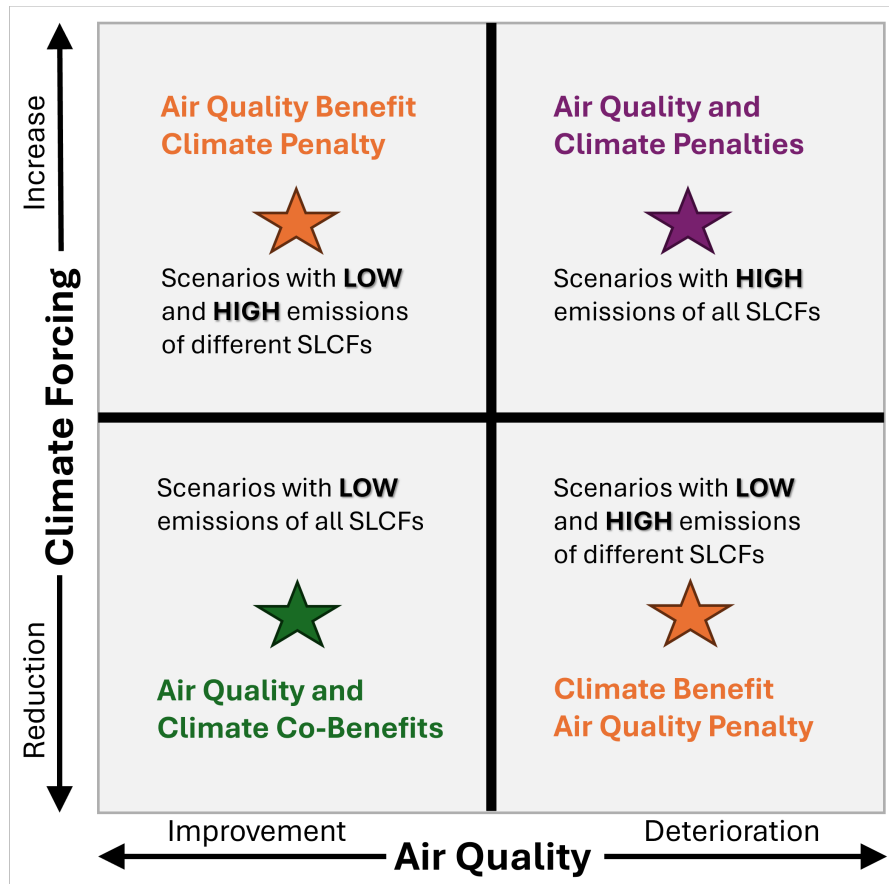 Increase
Climate Forcing
Reduction
Air Quality Benefit
Climate Penalty
Scenarios with LOW
and HIGH emissions
of different SLCFs
Air Quality and
Climate Penalties
Scenarios with HIGH
emissions of all SLCFs
Scenarios with LOW
emissions of all SLCFs
Air Quality and
Climate Co-Benefits
Scenarios with LOW
and HIGH emissions
of different SLCFs
Climate Benefit
Air Quality Penalty
Improvement
Air Quality
Deterioration